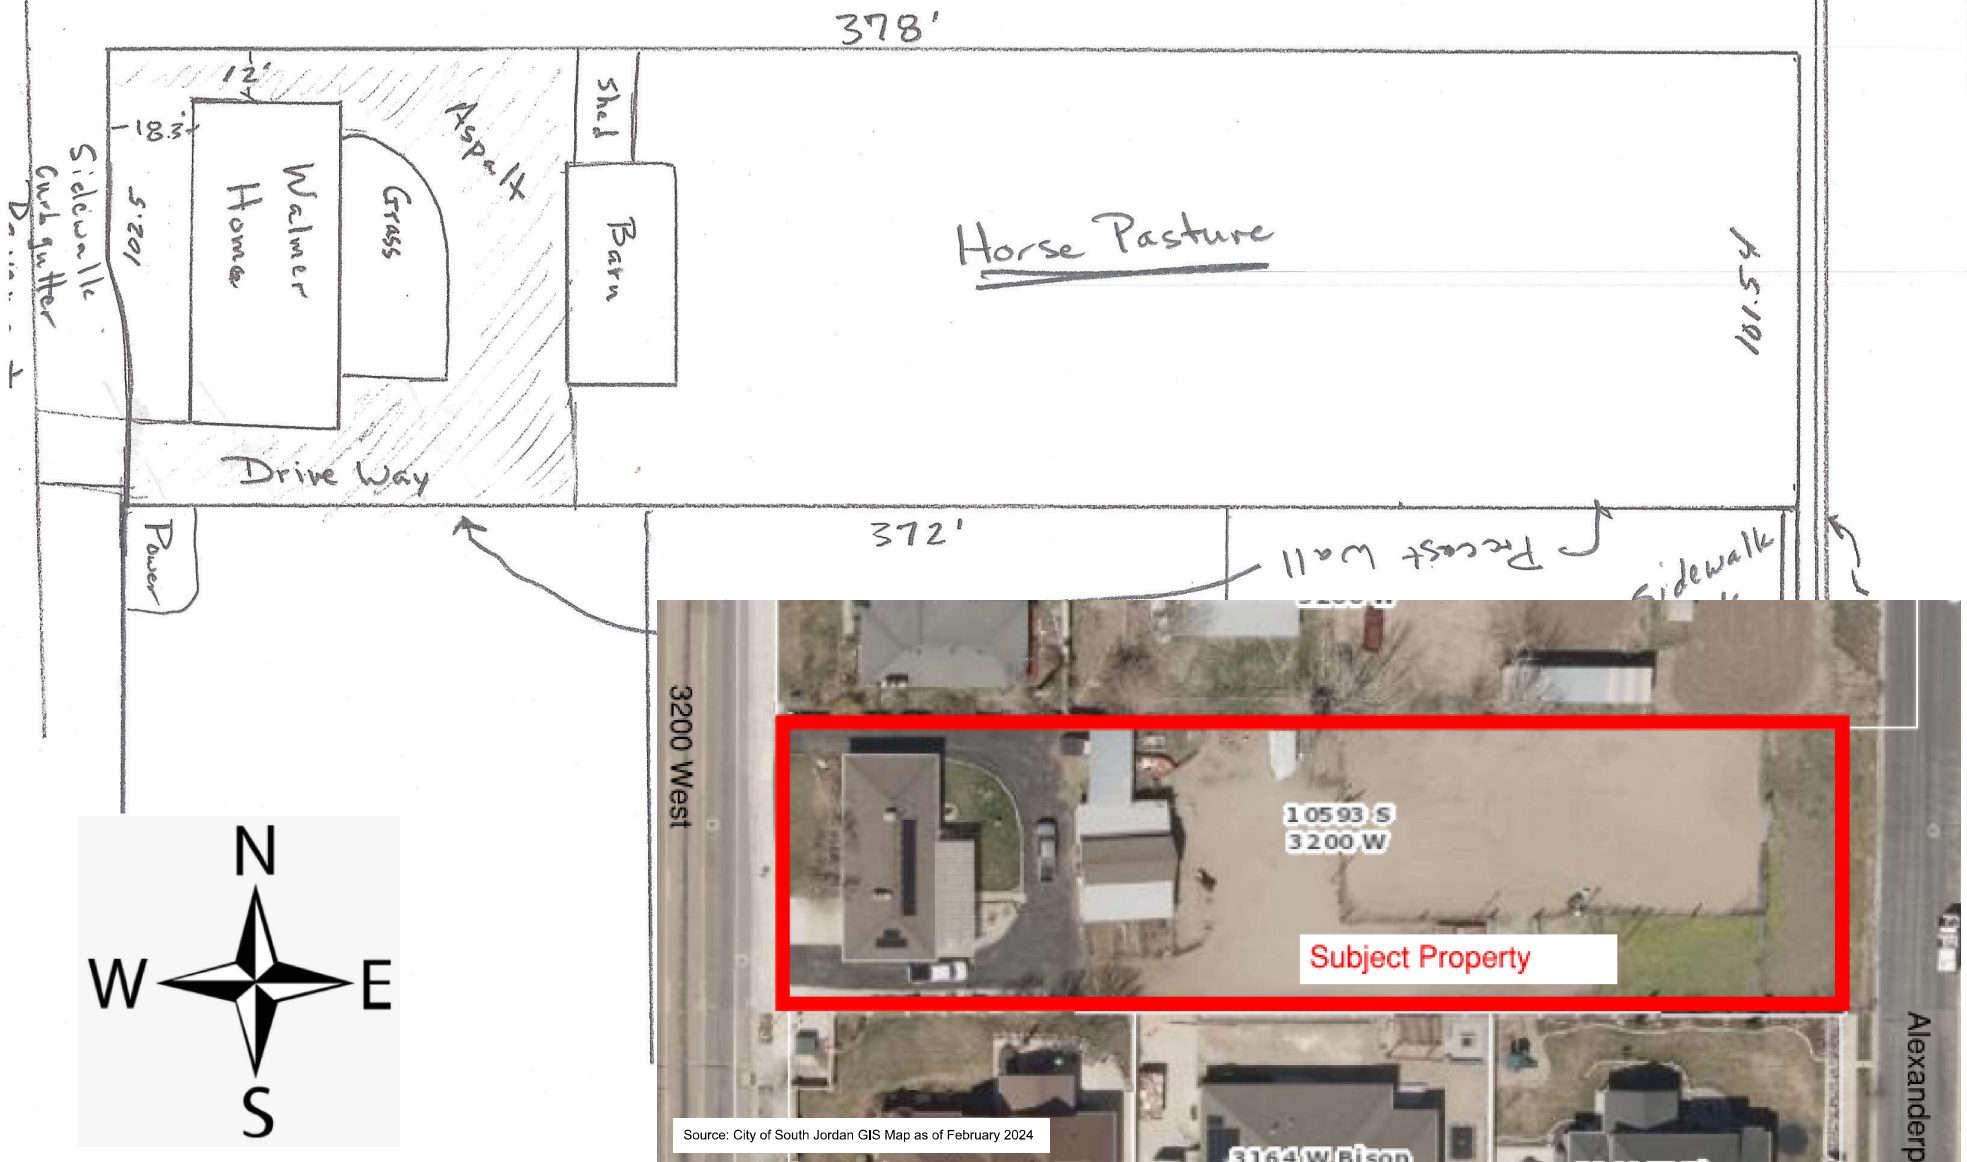 378'
12'
18.3'
Shed
Aspalt
Sidewalk
Curb gutter
102.5
Walmer
Home
Grass
Barn
Horse Pasture
101.54
Drive Way
Power
372'
Precast Wall
Sidewalk
3200 West
10593 S
3200 W
Subject Property
N
W
E
S
Alexanderp
Source: City of South Jordan GIS Map as of February 2024
3164 W Bison